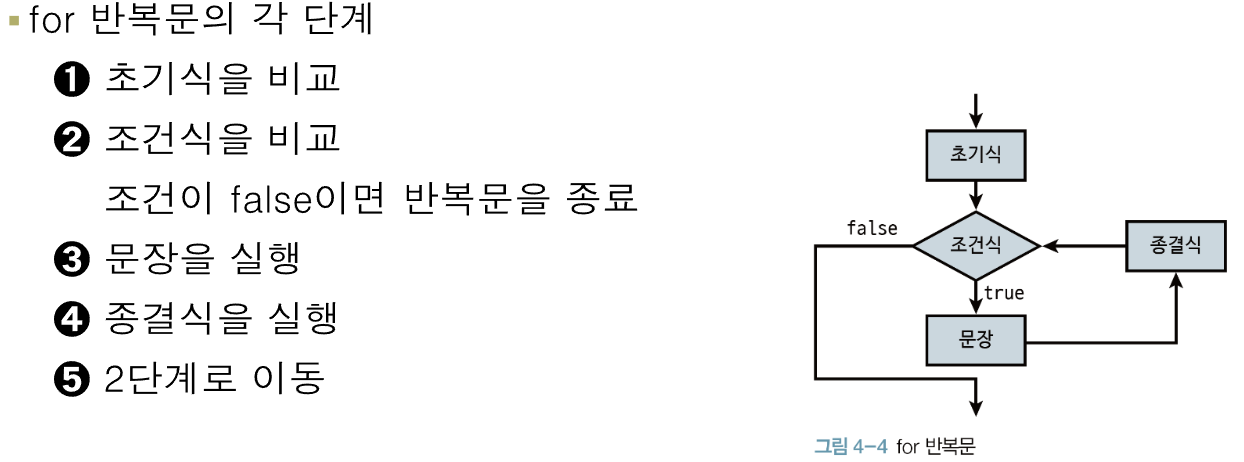 for 반복문의 각 단계
❶ 초기식을 비교
❷ 조건식을 비교
조건이 false이면 반복문을 종료
❸ 문장을 실행
❹ 종결식을 실행
❺ 2단계로 이동
초기식
false
조건식
종결식
true
문장
그림 4-4 for 반복문